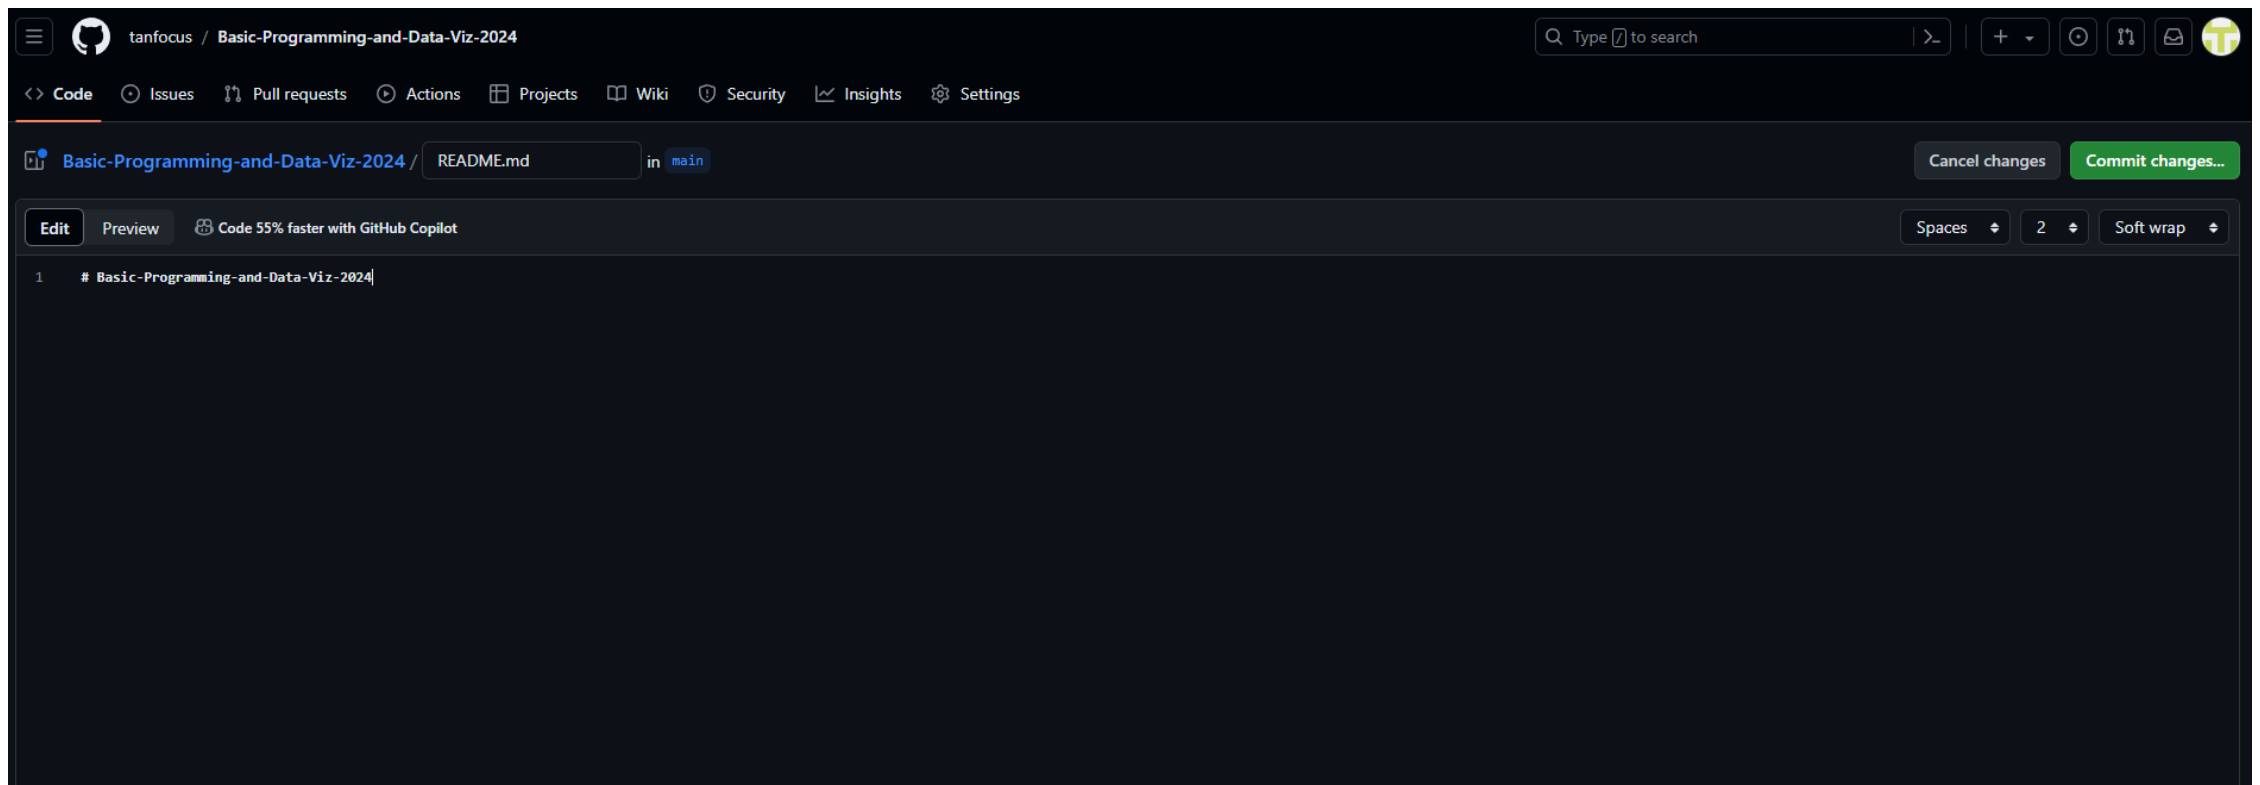 tanfocus / Basic-Programming-and-Data-Viz-2024
Type / to search
Code Issues Pull requests Actions Projects Wiki Security Insights Settings
Basic-Programming-and-Data-Viz-2024 / README.md in main
Cancel changes Commit changes...
Edit Preview Code 55% faster with GitHub Copilot
Spaces 2 Soft wrap
1 # Basic-Programming-and-Data-Viz-2024